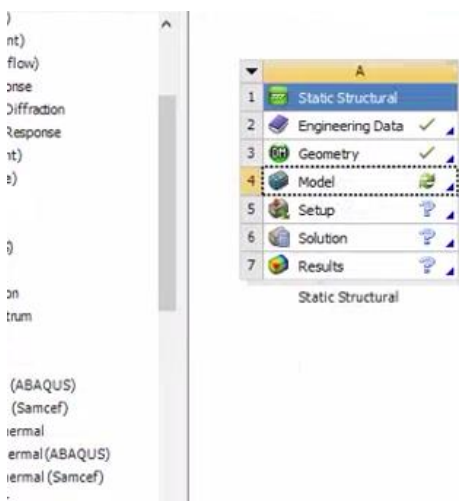 )
nt)
flow)
onse
Diffraction
Response
nt)
e)
on
trum
(ABAQUS)
(Samcef)
ermal
ermal (ABAQUS)
ermal (Samcef)
A
1 Static Structural
2 Engineering Data
3 Geometry
4 Model
5 Setup
6 Solution
7 Results
Static Structural